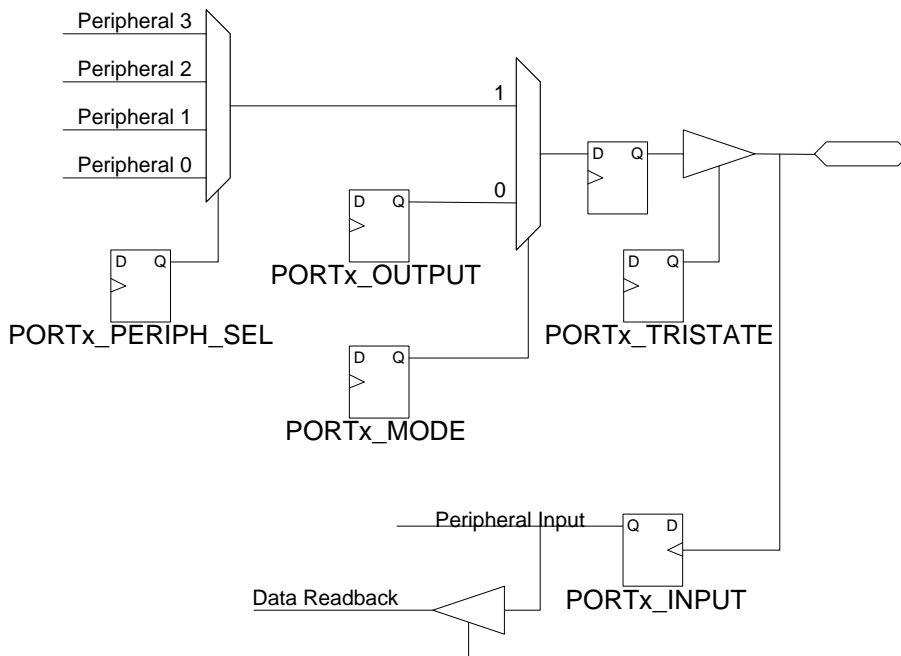 Peripheral 3
Peripheral 2
Peripheral 1
Peripheral 0
1
0
D Q
PORTx_PERIPH_SEL
D Q
PORTx_OUTPUT
D Q
PORTx_MODE
D Q
D Q
PORTx_TRISTATE
Peripheral Input
Q D
PORTx_INPUT
Data Readback